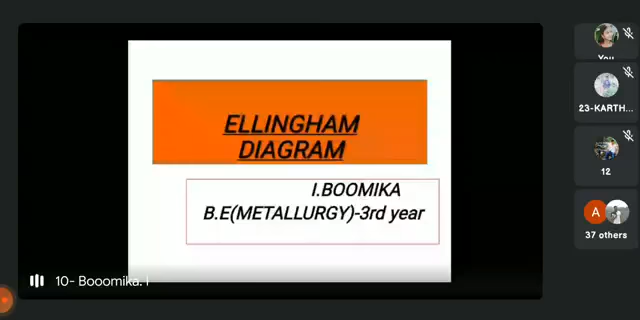 ELLINGHAM
DIAGRAM
I.BOOMIKA
B.E(METALLURGY)-3rd year
10- Booomika. I
You
23-KARTH...
12
A
37 others